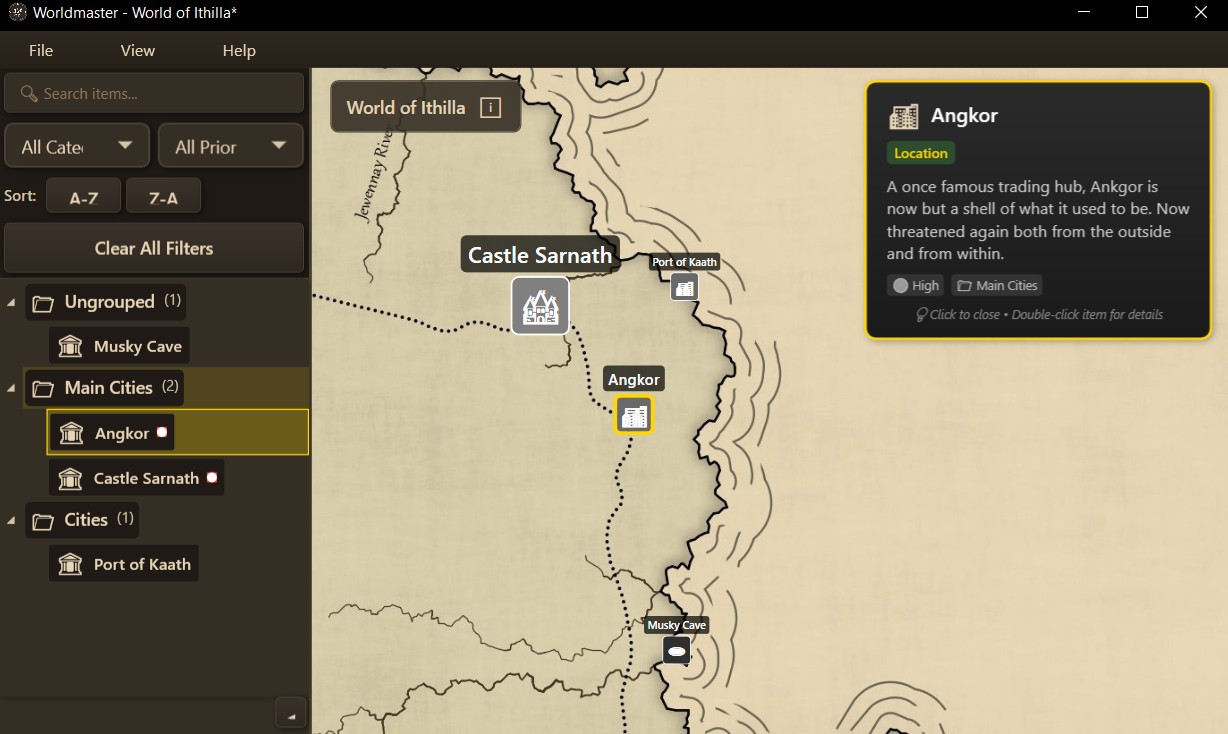 Worldmaster - World of Ithilla*
File View Help
Search items...
All Cate All Prior
Sort: A-Z Z-A
Clear All Filters
Ungrouped (1)
Musky Cave
Main Cities (2)
Angkor
Castle Sarnath
Cities (1)
Port of Kaath
World of Ithilla i
Jewennay River
Castle Sarnath
Port of Kaath
Angkor
Musky Cave
Angkor
Location
A once famous trading hub, Ankgor is
now but a shell of what it used to be. Now
threatened again both from the outside
and from within.
High Main Cities
Click to close • Double-click item for details